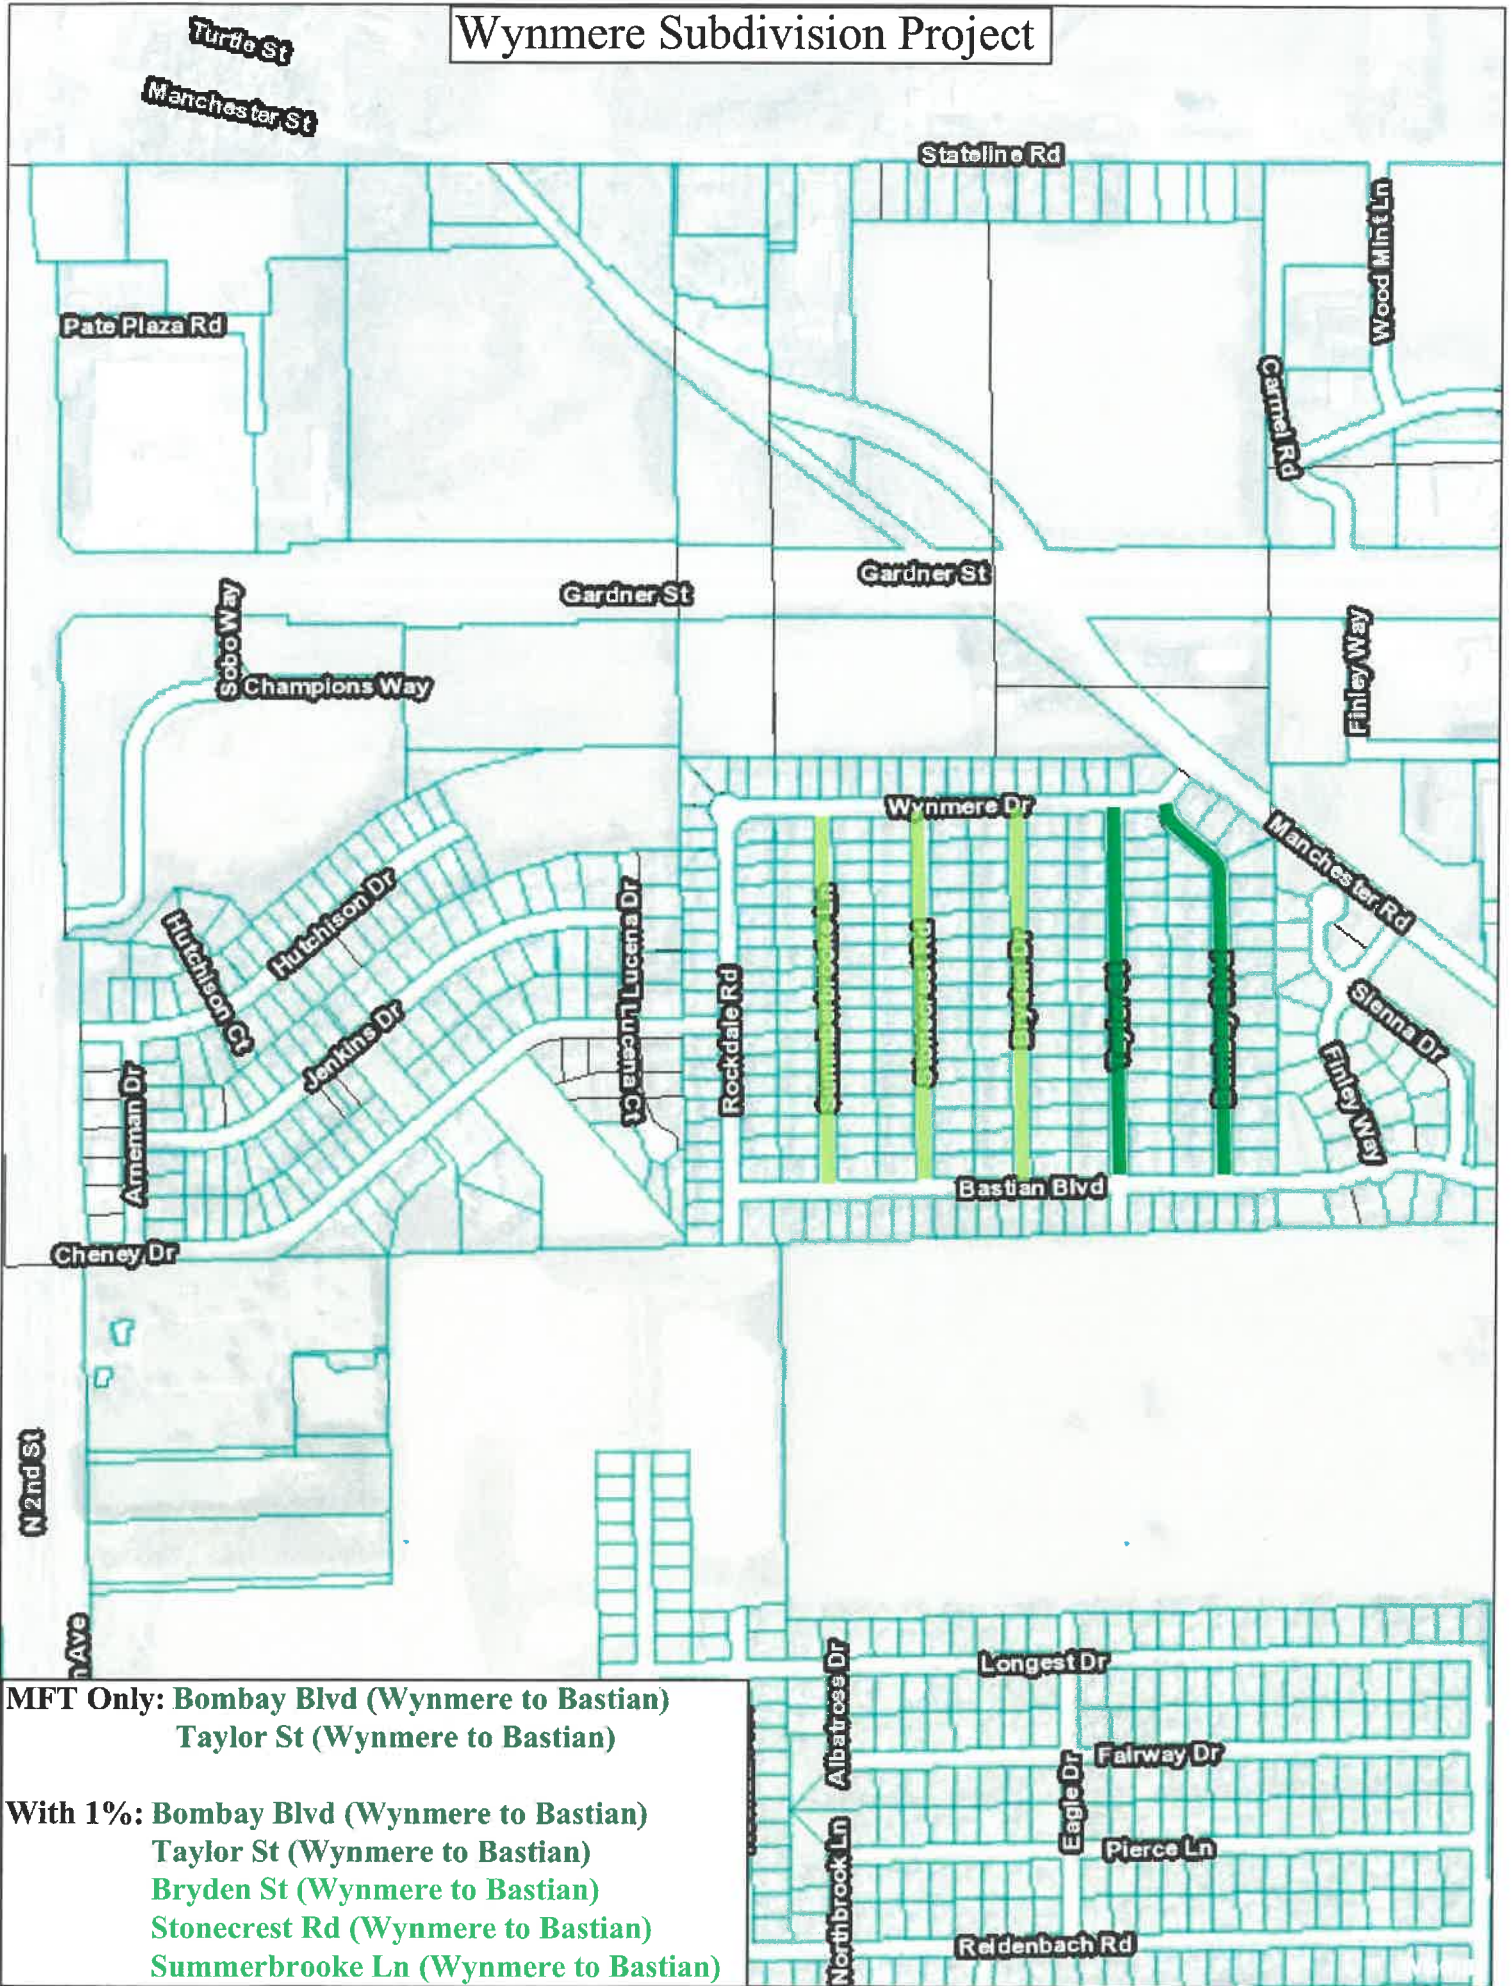 Wynmere Subdivision Project
Turtle St
Manchester St
Stateline Rd
Wood Mint Ln
Pate Plaza Rd
Carmel Rd
Gardner St
Gardner St
Sobo Way
Champions Way
Finley Way
Wynmere Dr
Manchester Rd
Hutchison Dr
Hutchison Ct
Lucena Dr
Lucena Ct
Rockdale Rd
Jenkins Dr
Sienna Dr
Finley Way
Arneman Dr
Bastian Blvd
Cheney Dr
N 2nd St
Albatross Dr
Longest Dr
Fairway Dr
Eagle Dr
Pierce Ln
Northbrook Ln
Reidenbach Rd
MFT Only: Bombay Blvd (Wynmere to Bastian)
Taylor St (Wynmere to Bastian)
With 1%: Bombay Blvd (Wynmere to Bastian)
Taylor St (Wynmere to Bastian)
Bryden St (Wynmere to Bastian)
Stonecrest Rd (Wynmere to Bastian)
Summerbrooke Ln (Wynmere to Bastian)